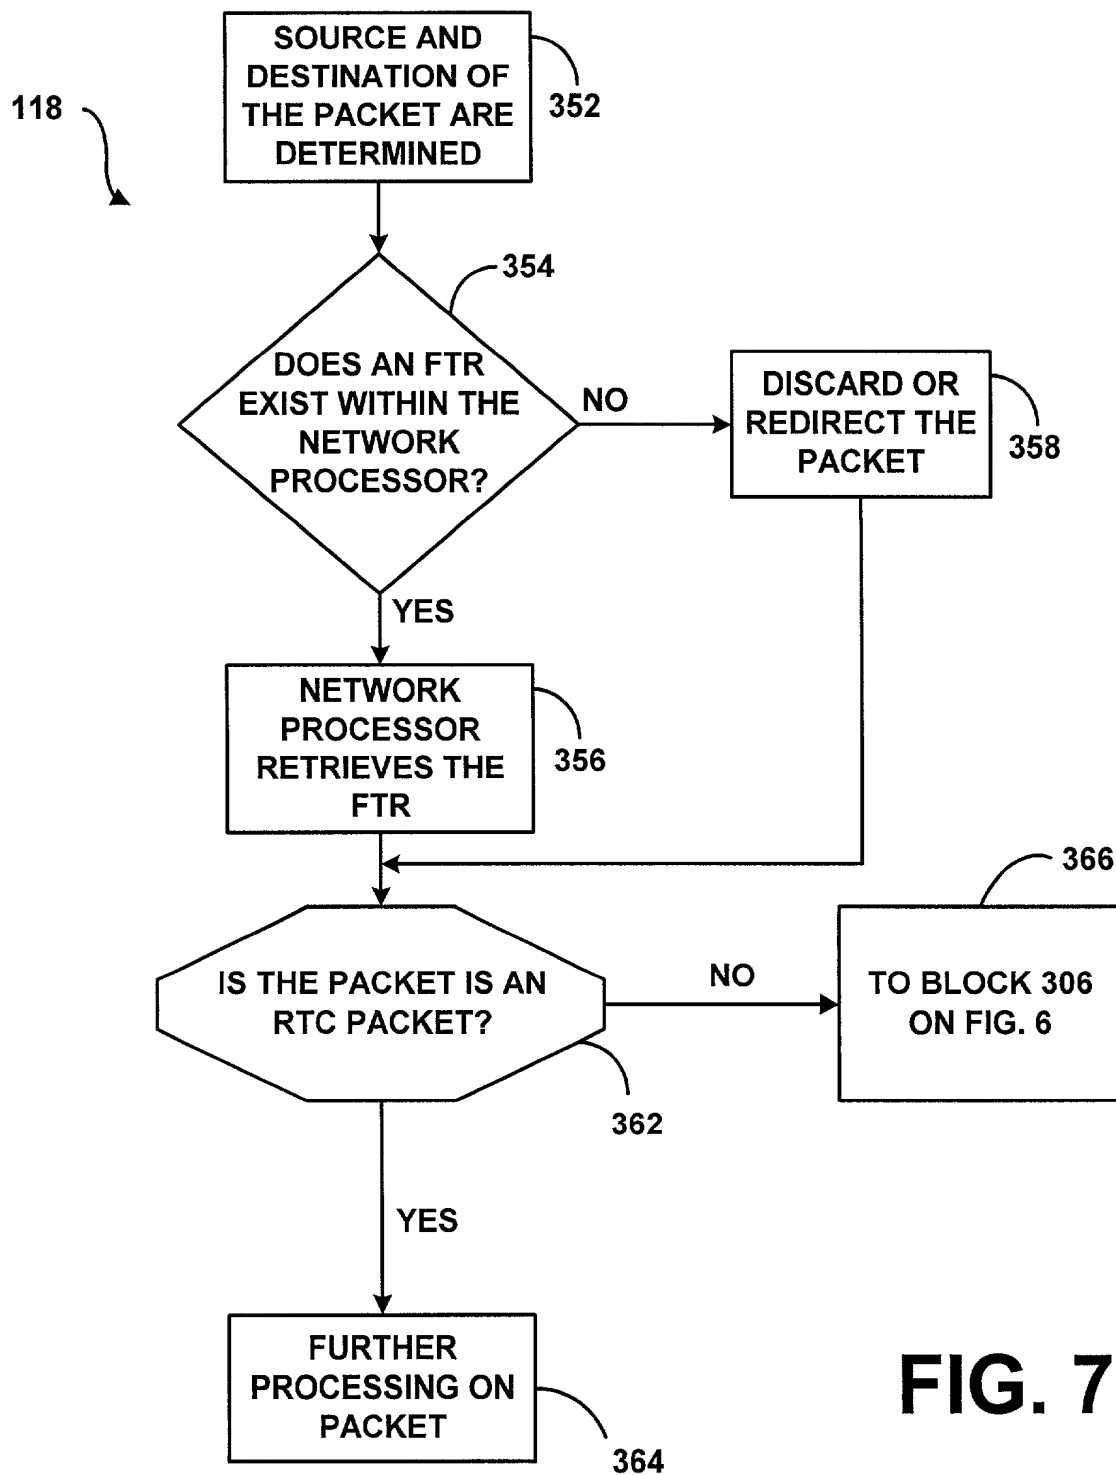 SOURCE AND
DESTINATION OF
THE PACKET ARE
DETERMINED
352
118
354
DOES AN FTR
EXIST WITHIN THE
NETWORK
PROCESSOR?
NO
DISCARD OR
REDIRECT THE
PACKET
358
YES
NETWORK
PROCESSOR
RETRIEVES THE
FTR
356
366
IS THE PACKET IS AN
RTC PACKET?
NO
TO BLOCK 306
ON FIG. 6
362
YES
FURTHER
PROCESSING ON
PACKET
364
FIG. 7